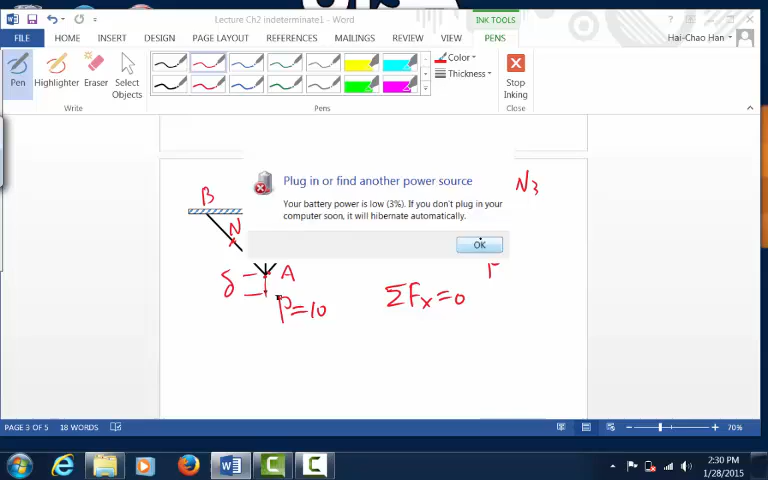 Lecture Ch2 indeterminate1 - Word
INK TOOLS
FILE HOME INSERT DESIGN PAGE LAYOUT REFERENCES MAILINGS REVIEW VIEW PENS
Hai-Chao Han
Pen Highlighter Eraser Select Objects
Color
Thickness
Stop Inking
Write Pens Close
Plug in or find another power source
Your battery power is low (3%). If you don't plug in your
computer soon, it will hibernate automatically.
OK
B
N
N3
δ
A
P=10
ΣFx=0
PAGE 3 OF 5 18 WORDS
70%
2:30 PM
1/28/2015